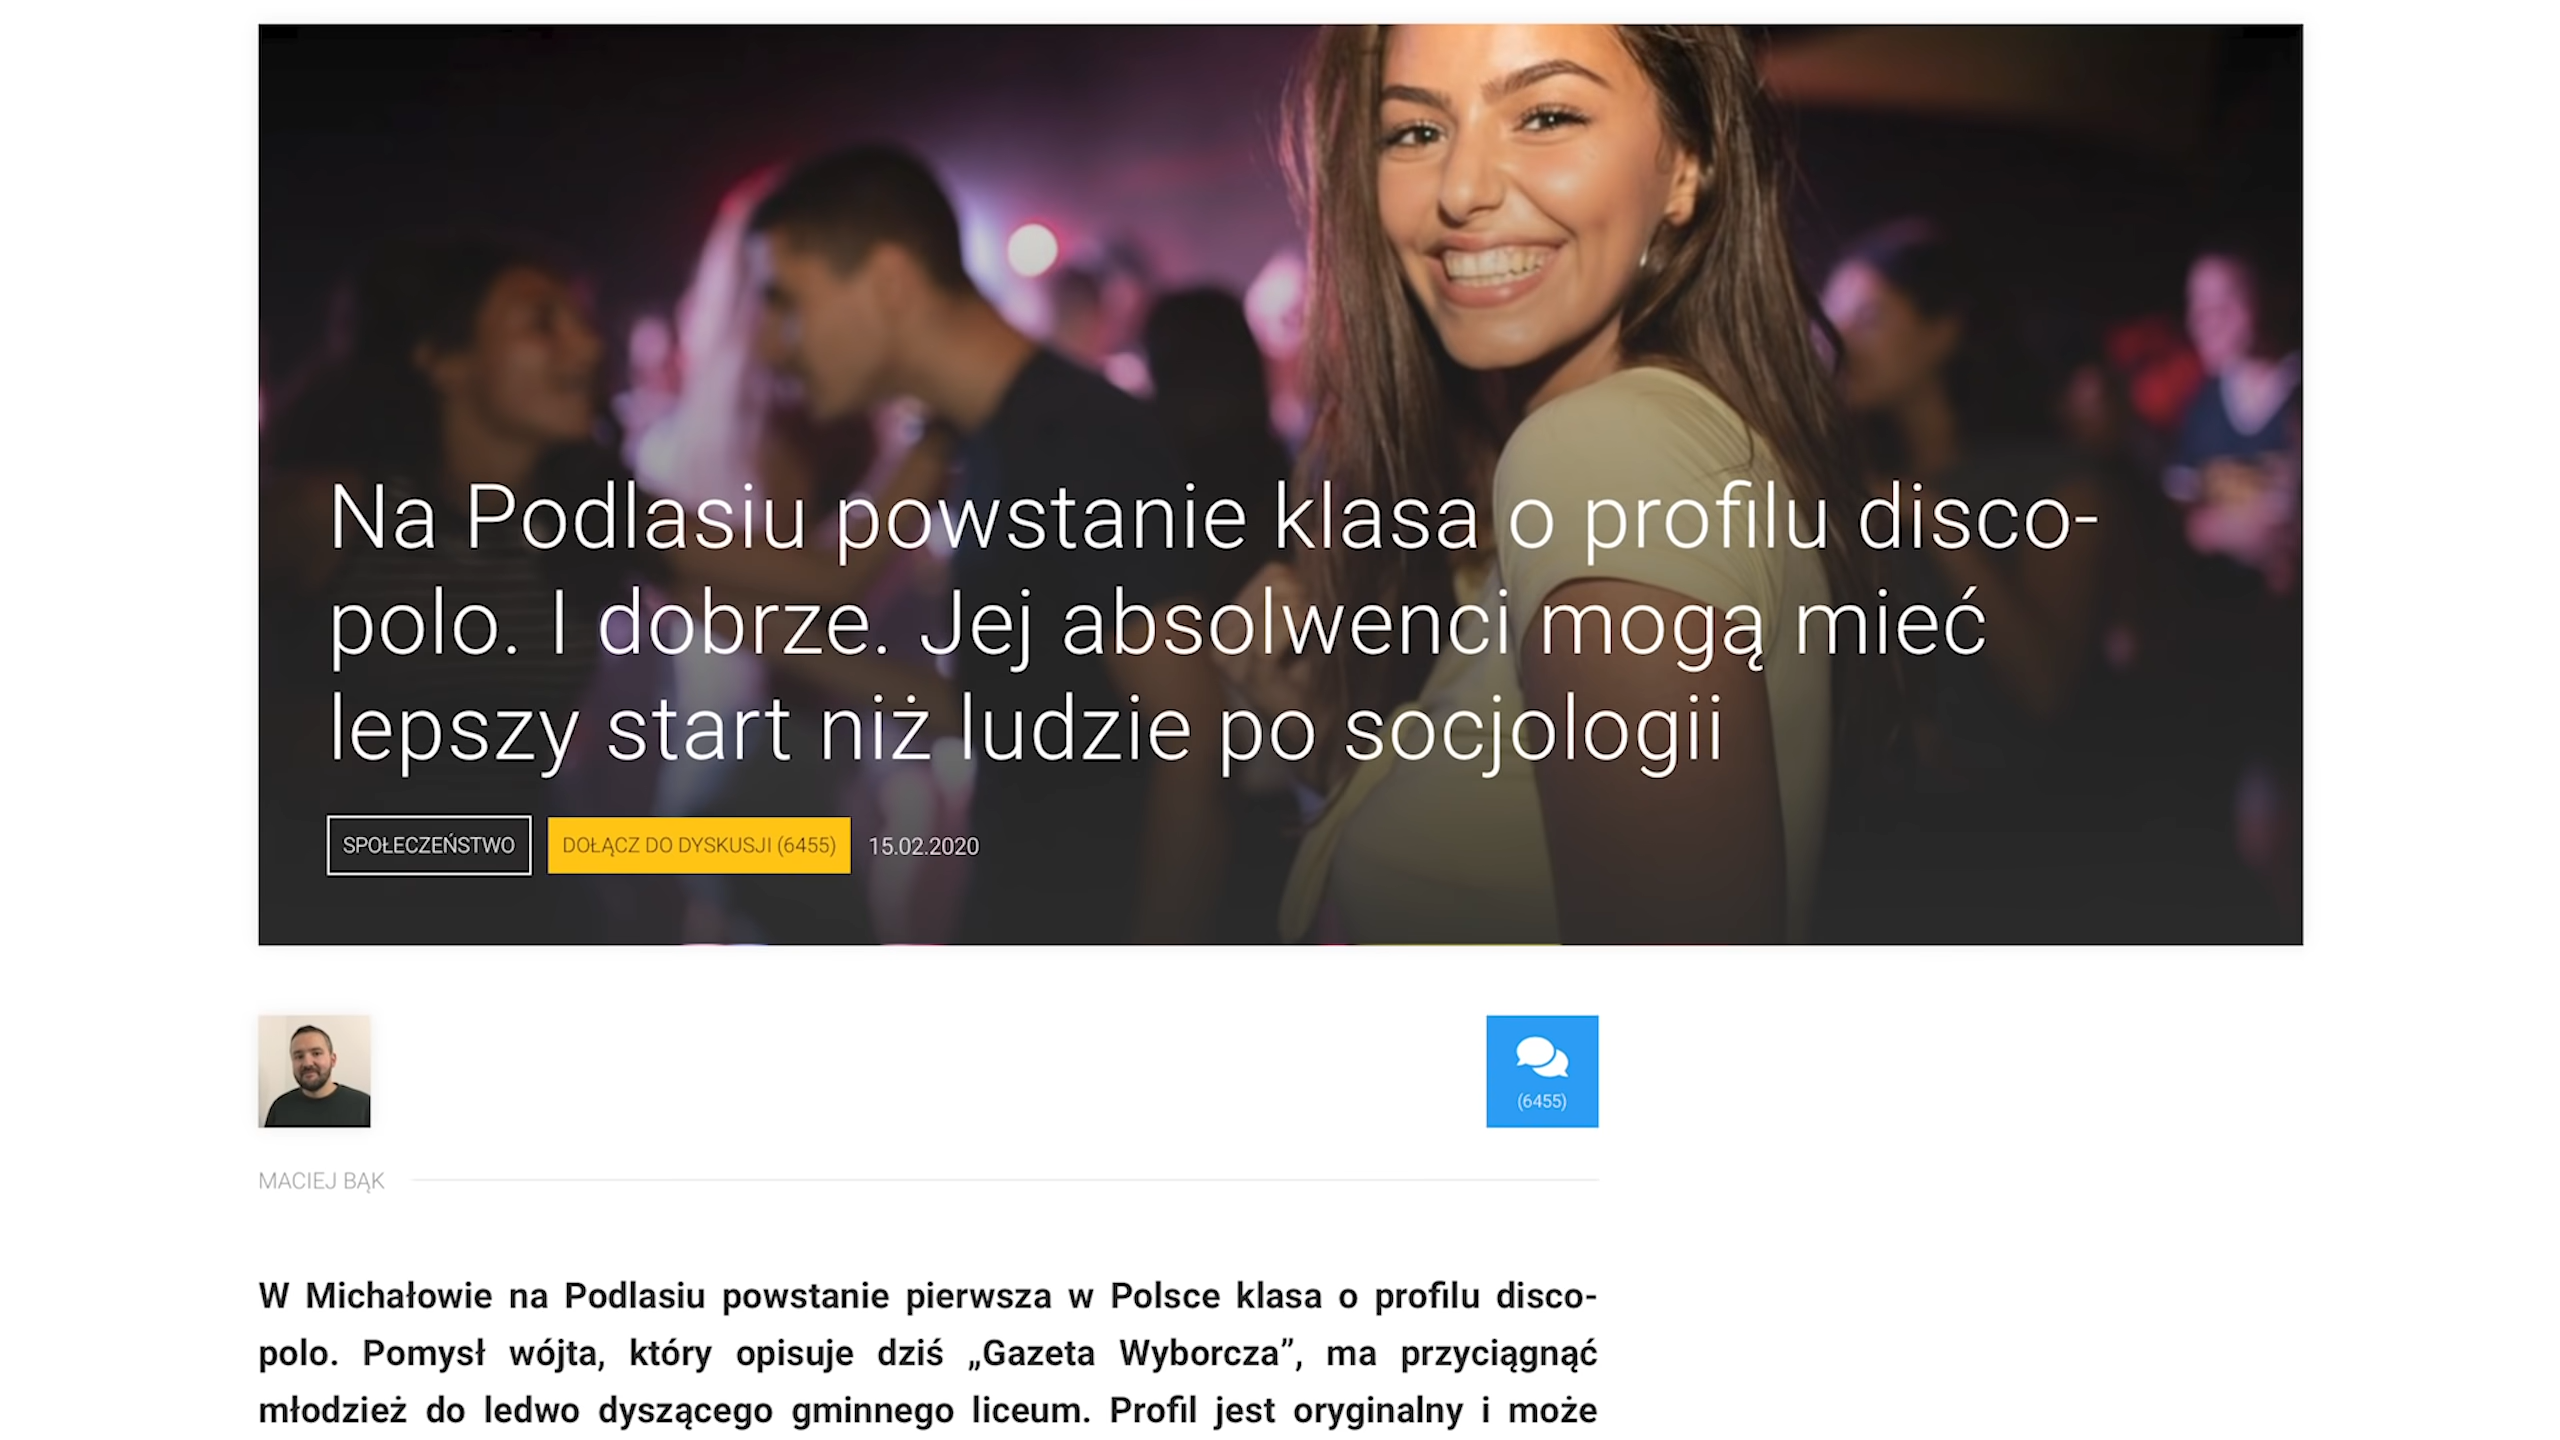 Na Podlasiu powstanie klasa o profilu disco-
polo. I dobrze. Jej absolwenci mogą mieć
lepszy start niż ludzie po socjologii
SPOŁECZEŃSTWO DOŁĄCZ DO DYSKUSJI (6455) 15.02.2020
(6455)
MACIEJ BĄK
W Michałowie na Podlasiu powstanie pierwsza w Polsce klasa o profilu disco-
polo. Pomysł wójta, który opisuje dziś „Gazeta Wyborcza”, ma przyciągnąć
młodzież do ledwo dyszącego gminnego liceum. Profil jest oryginalny i może